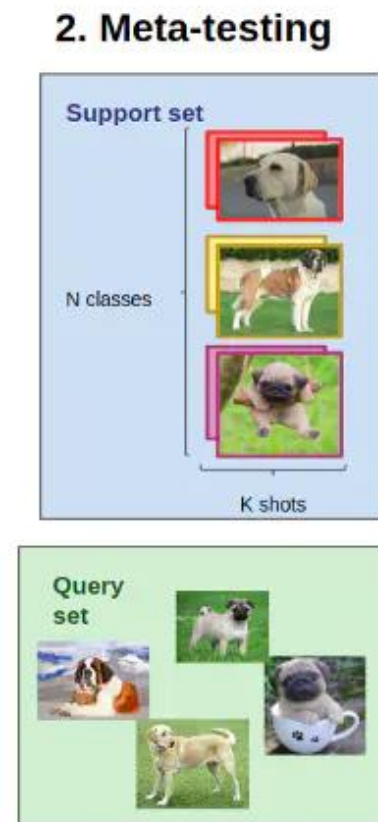 2. Meta-testing
Support set
N classes
K shots
Query
set